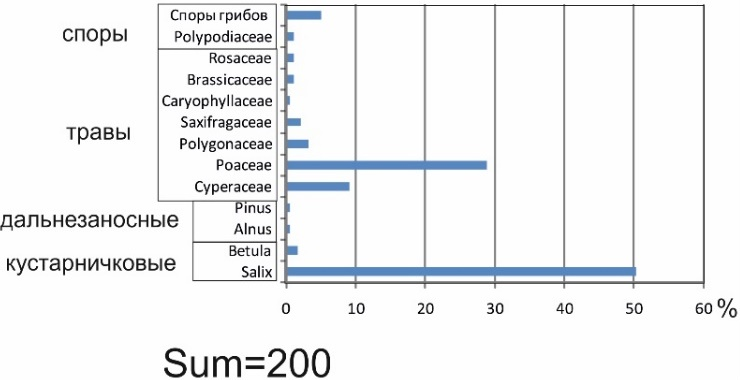 споры
Споры грибов
Polypodiaceae
травы
Rosaceae
Brassicaceae
Caryophyllaceae
Saxifragaceae
Polygonaceae
Poaceae
Cyperaceae
дальнезаносные
Pinus
Alnus
кустарничковые
Betula
Salix
0 10 20 30 40 50 60 %
Sum=200